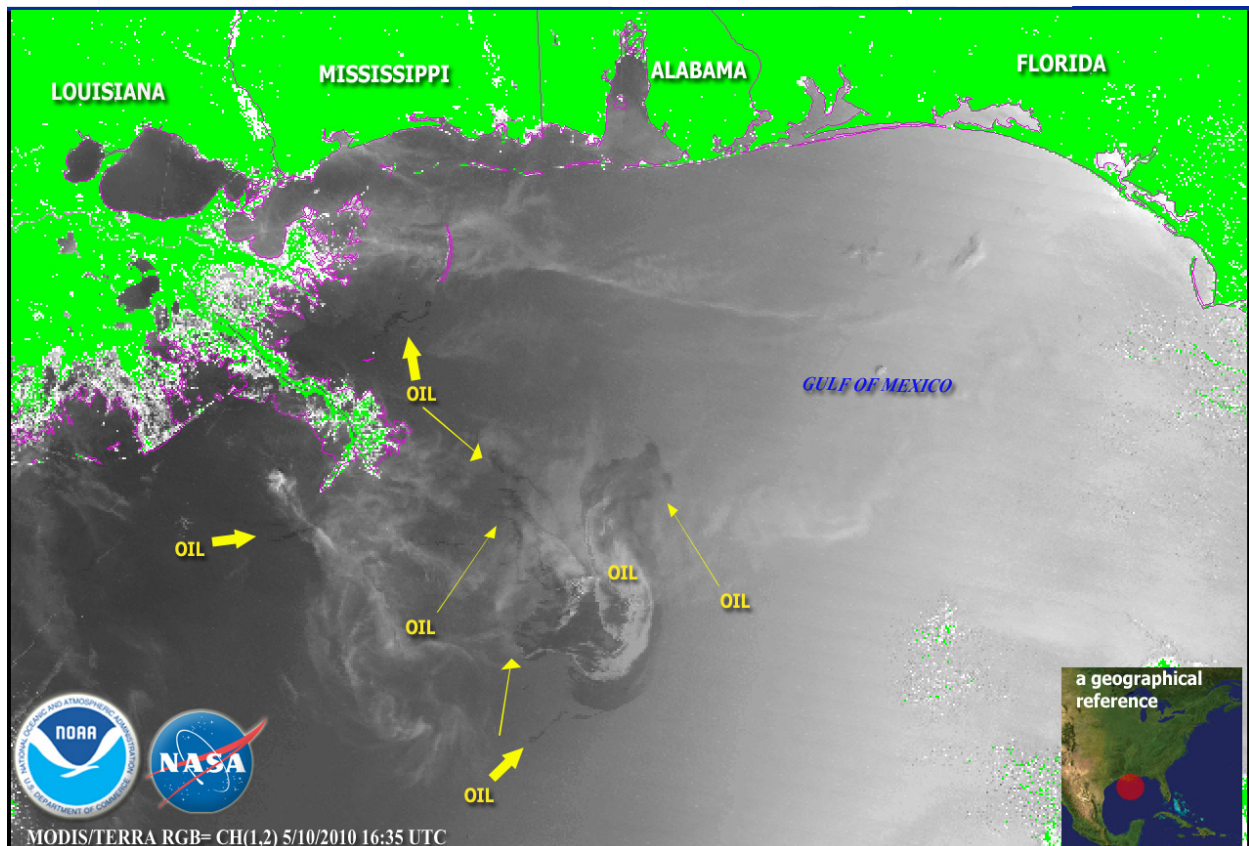 LOUISIANA
MISSISSIPPI
ALABAMA
FLORIDA
OIL
GULF OF MEXICO
OIL
OIL
OIL
OIL
OIL
a geographical
reference
NATIONAL OCEANIC AND ATMOSPHERIC ADMINISTRATION
NOAA
U.S. DEPARTMENT OF COMMERCE
NASA
MODIS/TERRA RGB= CH(1,2) 5/10/2010 16:35 UTC